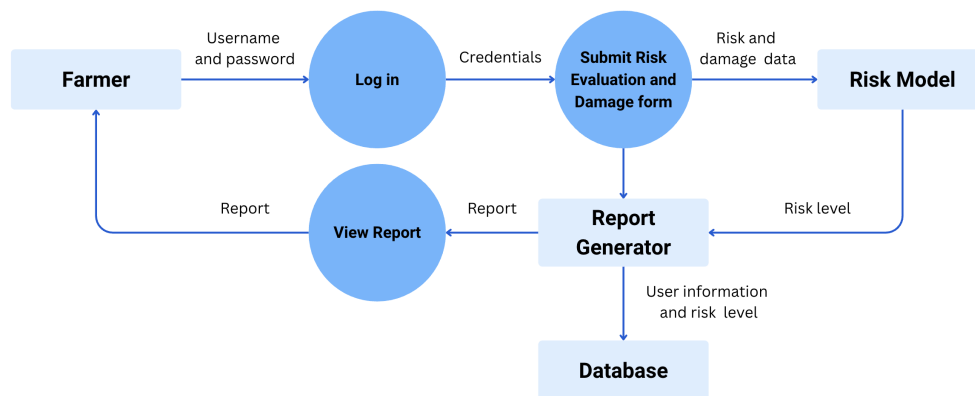 Username
and password
Credentials
Risk and
damage data
Farmer
Log in
Submit Risk
Evaluation and
Damage form
Risk Model
Report
View Report
Report
Report
Generator
Risk level
User information
and risk level
Database